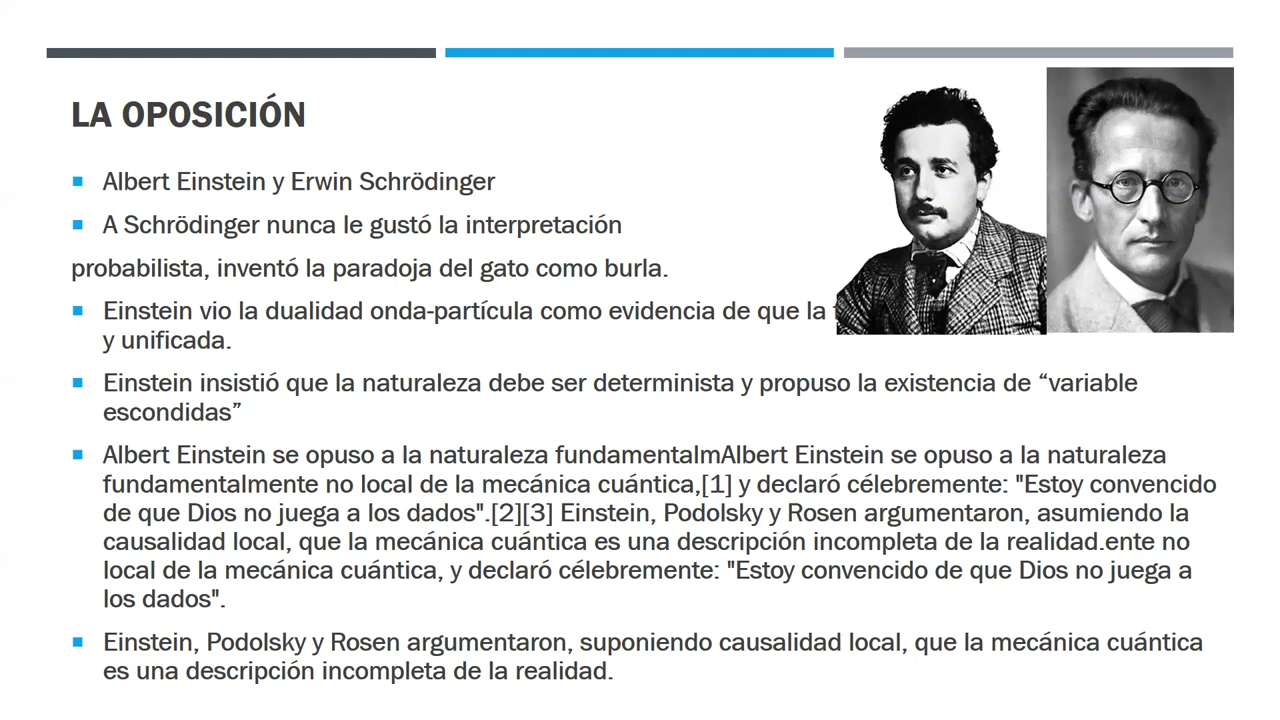 LA OPOSICIÓN
Albert Einstein y Erwin Schrödinger
A Schrödinger nunca le gustó la interpretación
probabilista, inventó la paradoja del gato como burla.
Einstein vio la dualidad onda-partícula como evidencia de que la
y unificada.
Einstein insistió que la naturaleza debe ser determinista y propuso la existencia de “variable
escondidas”
Albert Einstein se opuso a la naturaleza fundamentalmAlbert Einstein se opuso a la naturaleza
fundamentalmente no local de la mecánica cuántica,[1] y declaró célebremente: "Estoy convencido
de que Dios no juega a los dados".[2][3] Einstein, Podolsky y Rosen argumentaron, asumiendo la
causalidad local, que la mecánica cuántica es una descripción incompleta de la realidad.ente no
local de la mecánica cuántica, y declaró célebremente: "Estoy convencido de que Dios no juega a
los dados".
Einstein, Podolsky y Rosen argumentaron, suponiendo causalidad local, que la mecánica cuántica
es una descripción incompleta de la realidad.